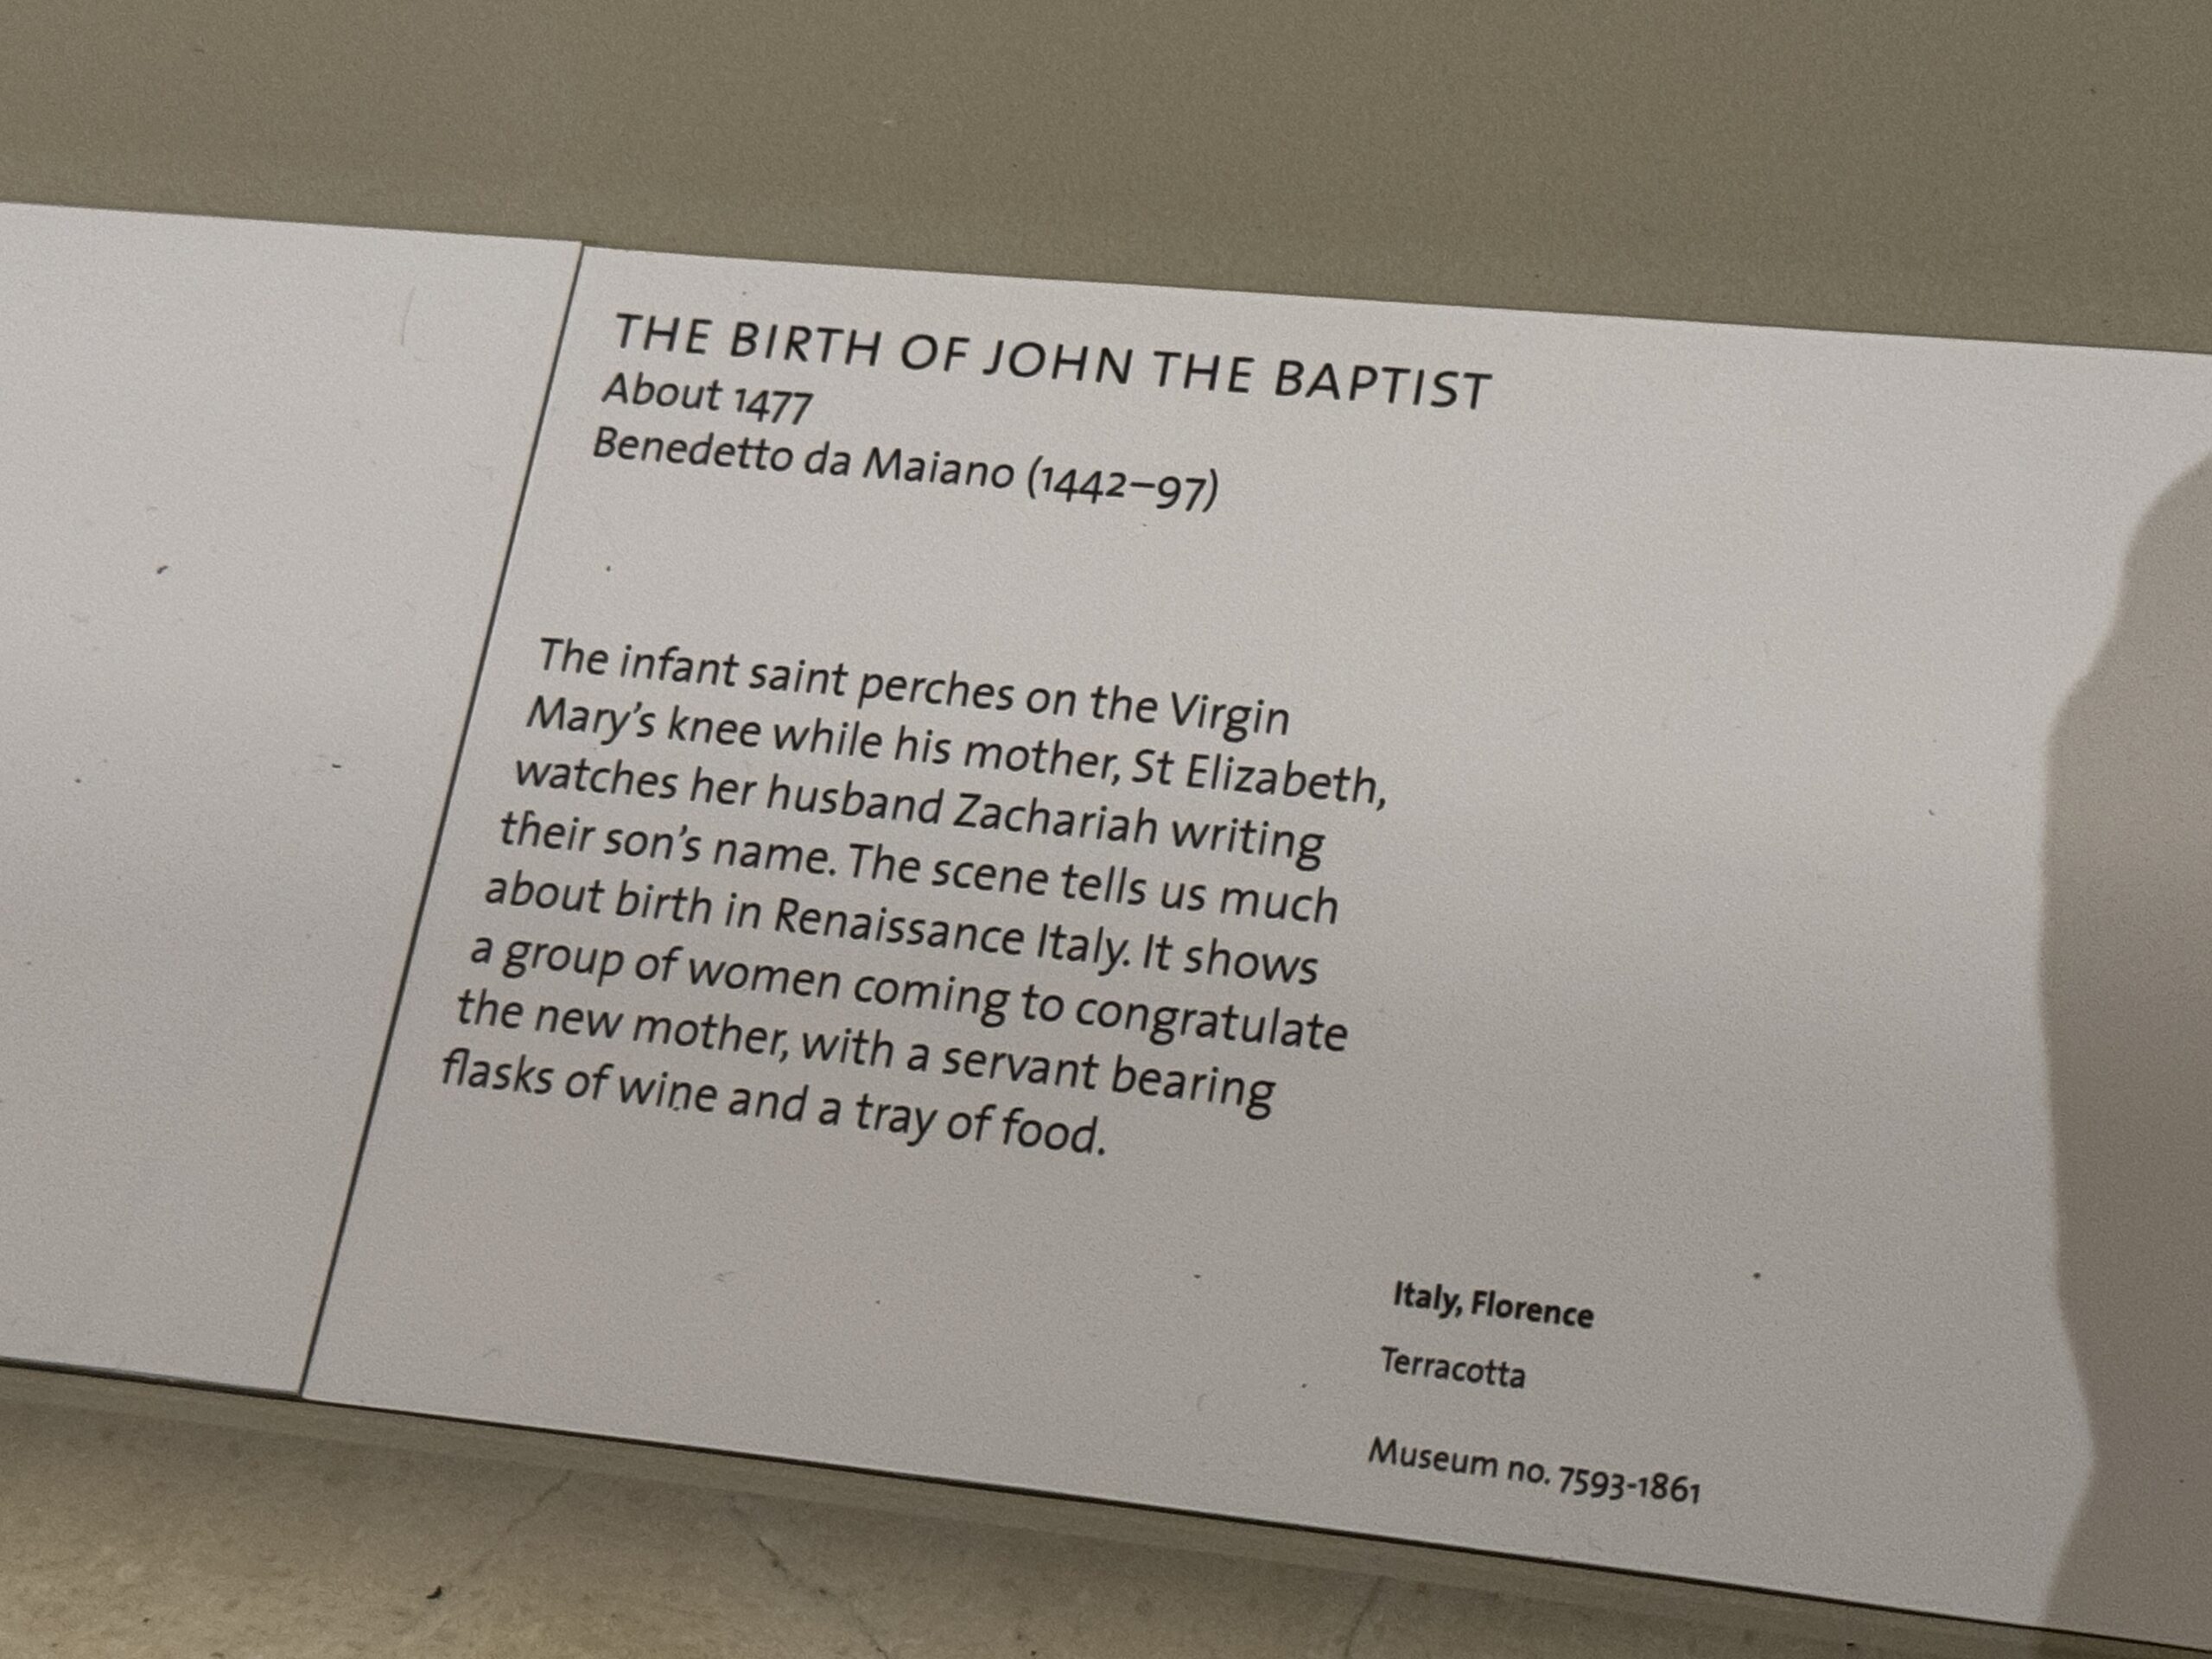 THE BIRTH OF JOHN THE BAPTIST
About 1477
Benedetto da Maiano (1442–97)
The infant saint perches on the Virgin
Mary’s knee while his mother, St Elizabeth,
watches her husband Zachariah writing
their son’s name. The scene tells us much
about birth in Renaissance Italy. It shows
a group of women coming to congratulate
the new mother, with a servant bearing
flasks of wine and a tray of food.
Italy, Florence
Terracotta
Museum no. 7593-1861